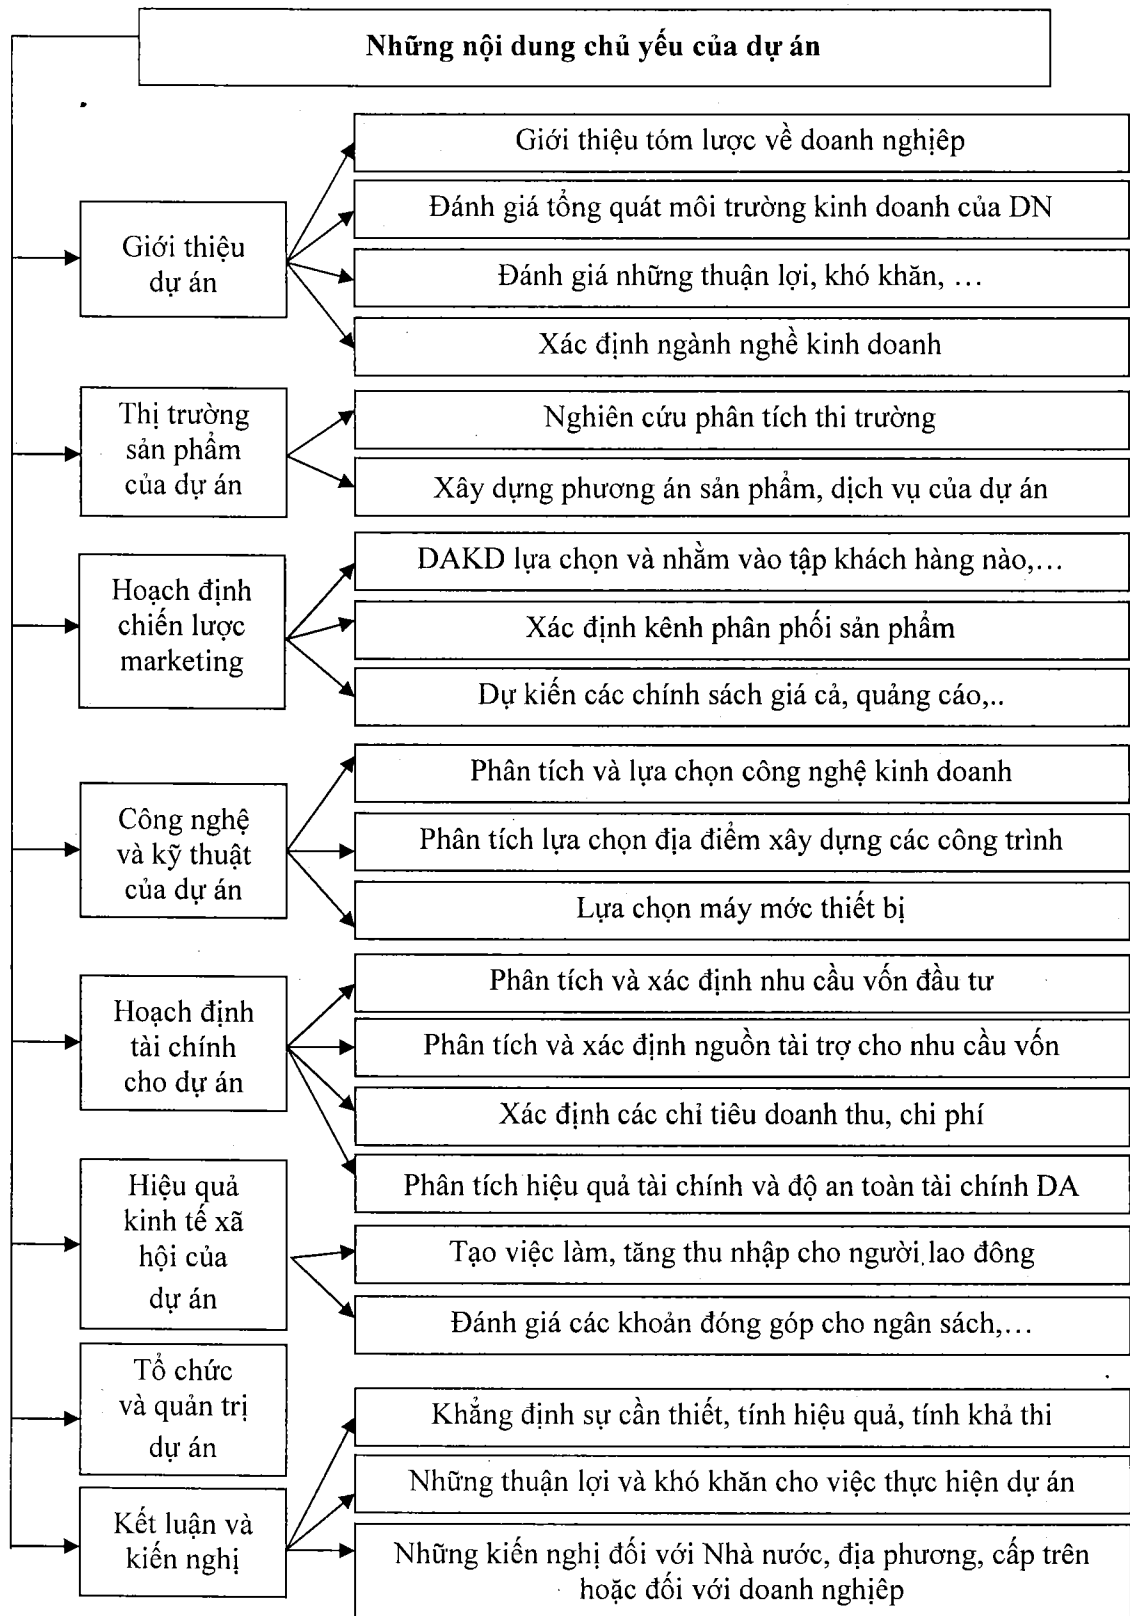 Những nội dung chủ yếu của dự án
Giới thiệu
dự án
Giới thiệu tóm lược về doanh nghiệp
Đánh giá tổng quát môi trường kinh doanh của DN
Đánh giá những thuận lợi, khó khăn, …
Xác định ngành nghề kinh doanh
Thị trường
sản phẩm
của dự án
Nghiên cứu phân tích thi trường
Xây dựng phương án sản phẩm, dịch vụ của dự án
Hoạch định
chiến lược
marketing
DAKD lựa chọn và nhằm vào tập khách hàng nào,…
Xác định kênh phân phối sản phẩm
Dự kiến các chính sách giá cả, quảng cáo,..
Công nghệ
và kỹ thuật
của dự án
Phân tích và lựa chọn công nghệ kinh doanh
Phân tích lựa chọn địa điểm xây dựng các công trình
Lựa chọn máy mớc thiết bị
Hoạch định
tài chính
cho dự án
Phân tích và xác định nhu cầu vốn đầu tư
Phân tích và xác định nguồn tài trợ cho nhu cầu vốn
Xác định các chỉ tiêu doanh thu, chi phí
Phân tích hiệu quả tài chính và độ an toàn tài chính DA
Hiệu quả
kinh tế xã
hội của
dự án
Tạo việc làm, tăng thu nhập cho người lao đông
Đánh giá các khoản đóng góp cho ngân sách,…
Tổ chức
và quản trị
dự án
Kết luận và
kiến nghị
Khẳng định sự cần thiết, tính hiệu quả, tính khả thi
Những thuận lợi và khó khăn cho việc thực hiện dự án
Những kiến nghị đối với Nhà nước, địa phương, cấp trên
hoặc đối với doanh nghiệp